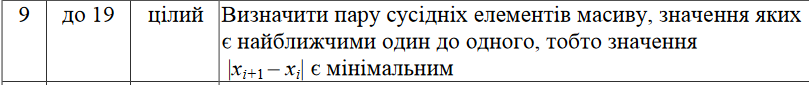 9 до 19 цілий Визначити пару сусідніх елементів масиву, значення яких
є найближчими один до одного, тобто значення
|xi+1 – xi| є мінімальним